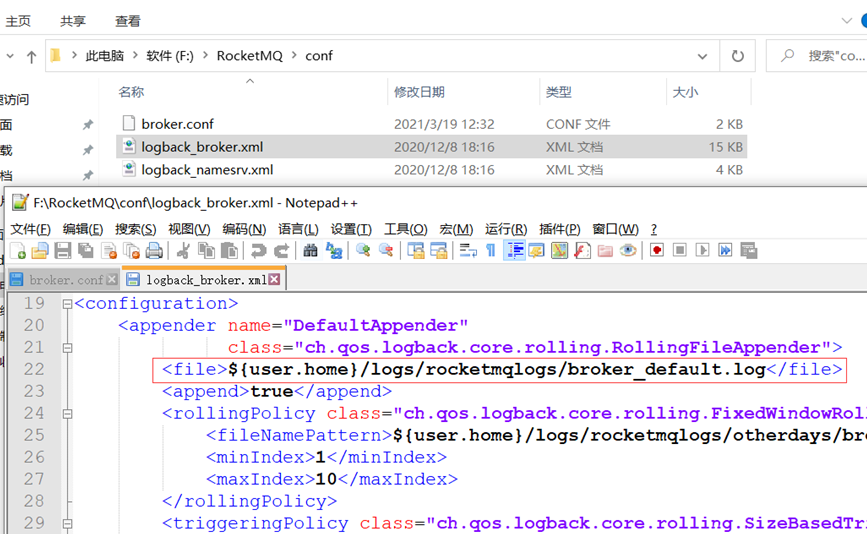 主页 共享 查看
此电脑 软件 (F:) RocketMQ conf 搜索"co...
速访问 名称 修改日期 类型 大小
面 broker.conf 2021/3/19 12:32 CONF 文件 2 KB
载 logback_broker.xml 2020/12/8 18:16 XML 文档 15 KB
档 logback_namesrv.xml 2020/12/8 18:16 XML 文档 4 KB
F:\RocketMQ\conf\logback_broker.xml - Notepad++
文件(F) 编辑(E) 搜索(S) 视图(V) 编码(N) 语言(L) 设置(T) 工具(O) 宏(M) 运行(R) 插件(P) 窗口(W) ?
broker.conf logback_broker.xml
19 <configuration>
20 <appender name="DefaultAppender"
21 class="ch.qos.logback.core.rolling.RollingFileAppender">
22 <file>${user.home}/logs/rocketmqlogs/broker_default.log</file>
23 <append>true</append>
24 <rollingPolicy class="ch.qos.logback.core.rolling.FixedWindowRoll
25 <fileNamePattern>${user.home}/logs/rocketmqlogs/otherdays/bro
26 <minIndex>1</minIndex>
27 <maxIndex>10</maxIndex>
28 </rollingPolicy>
29 <triggeringPolicy class="ch.qos.logback.core.rolling.SizeBasedTri